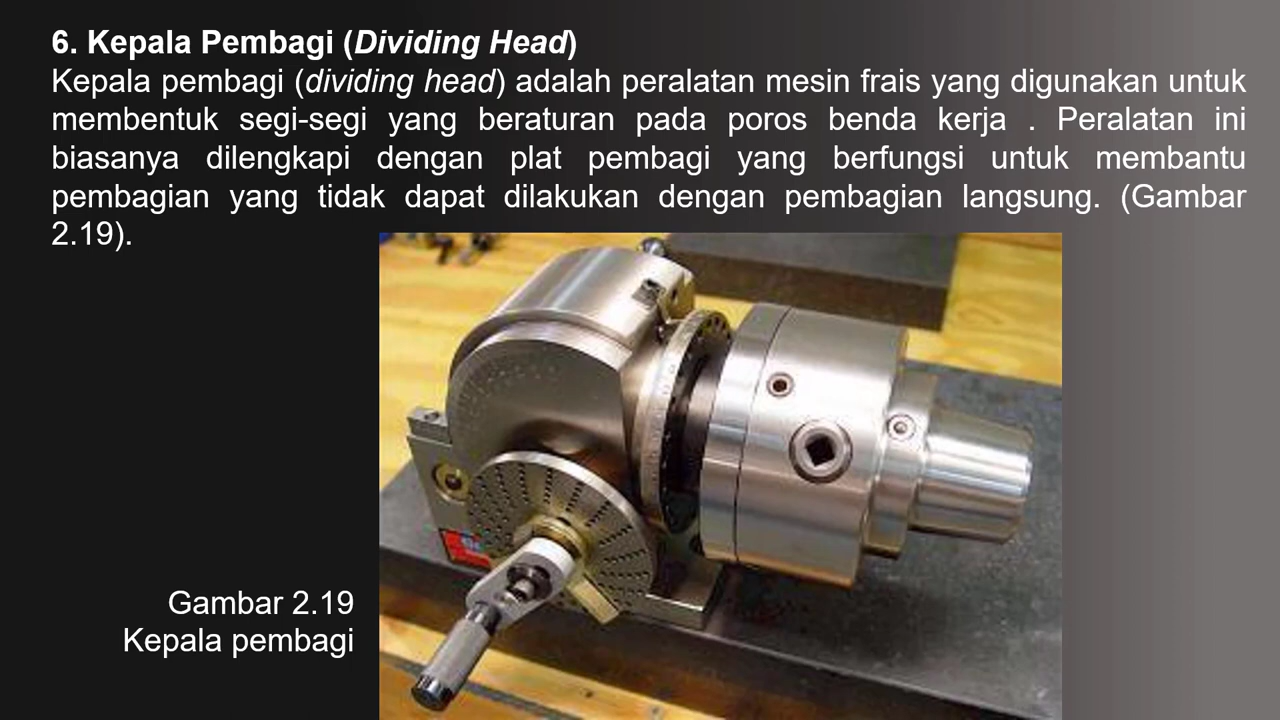 6. Kepala Pembagi (Dividing Head)
Kepala pembagi (dividing head) adalah peralatan mesin frais yang digunakan untuk
membentuk segi-segi yang beraturan pada poros benda kerja . Peralatan ini
biasanya dilengkapi dengan plat pembagi yang berfungsi untuk membantu
pembagian yang tidak dapat dilakukan dengan pembagian langsung. (Gambar
2.19).
Gambar 2.19
Kepala pembagi